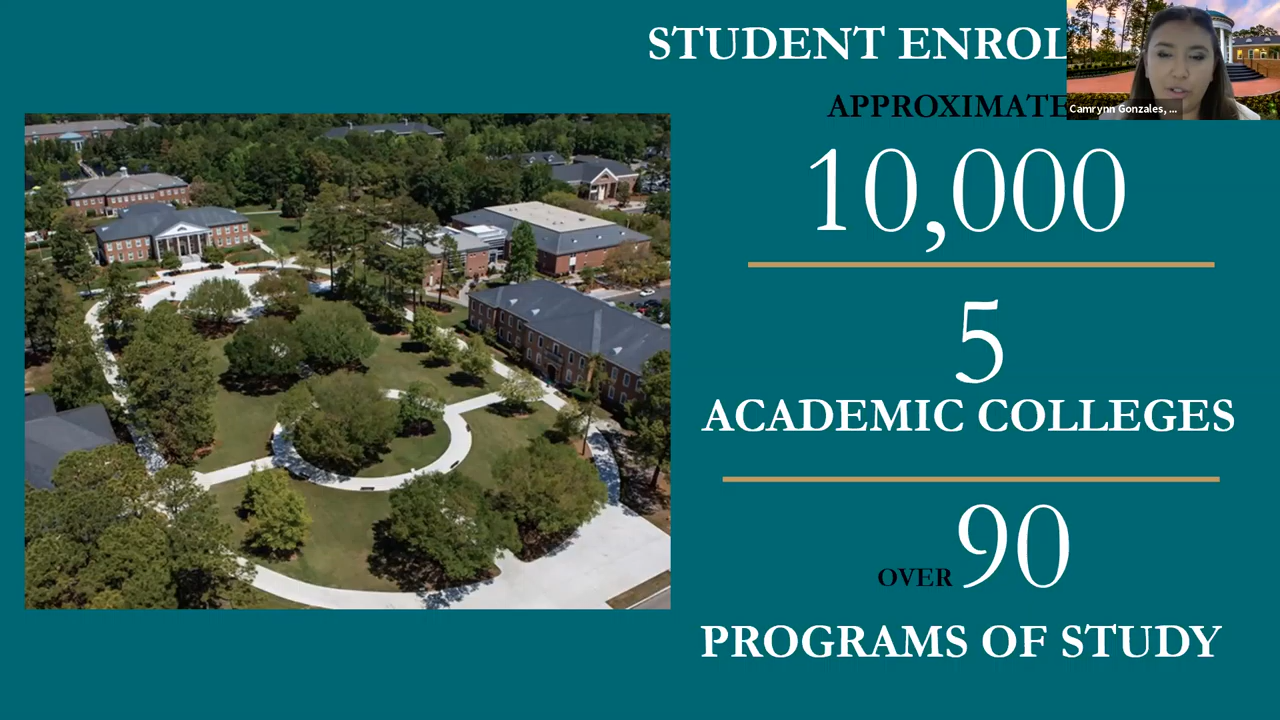 STUDENT ENROL
APPROXIMATE
Camrynn Gonzales, ...
10,000
5
ACADEMIC COLLEGES
OVER 90
PROGRAMS OF STUDY